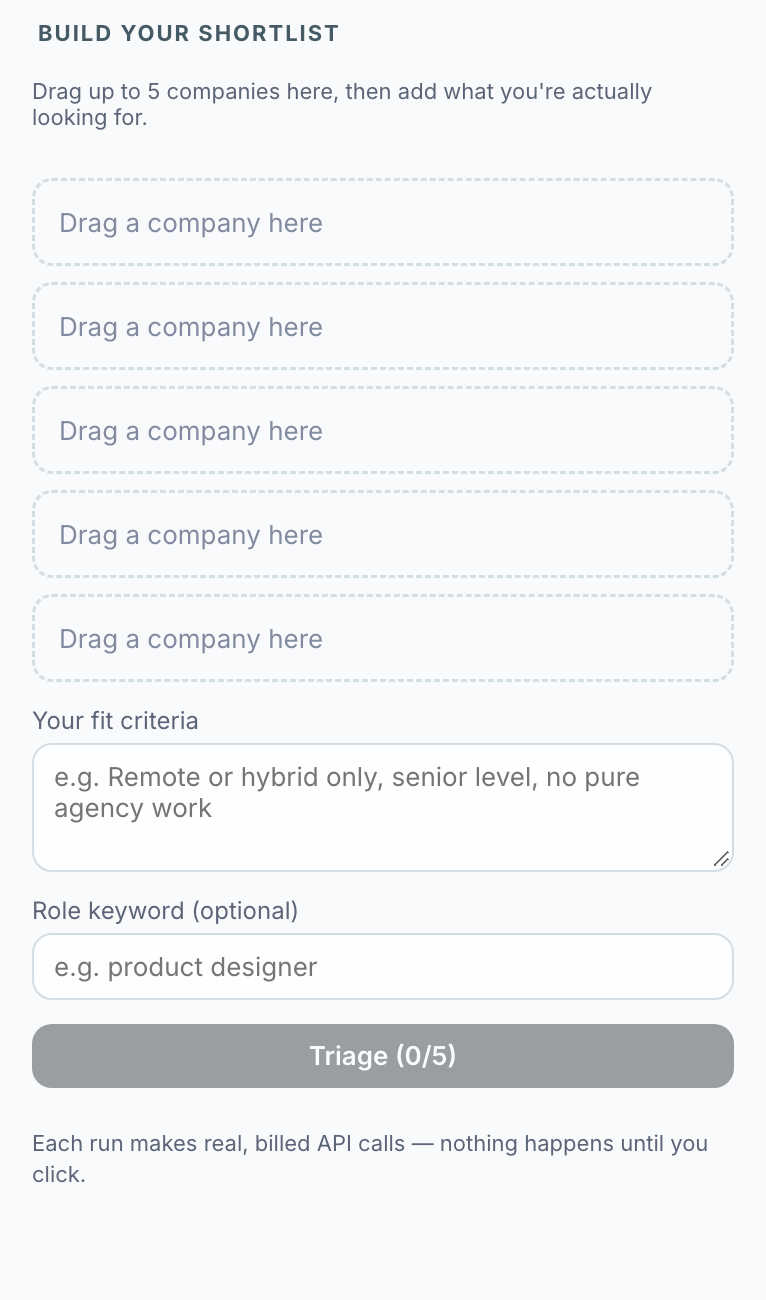 BUILD YOUR SHORTLIST
Drag up to 5 companies here, then add what you're actually
looking for.
Drag a company here
Drag a company here
Drag a company here
Drag a company here
Drag a company here
Your fit criteria
e.g. Remote or hybrid only, senior level, no pure
agency work
Role keyword (optional)
e.g. product designer
Triage (0/5)
Each run makes real, billed API calls — nothing happens until you
click.